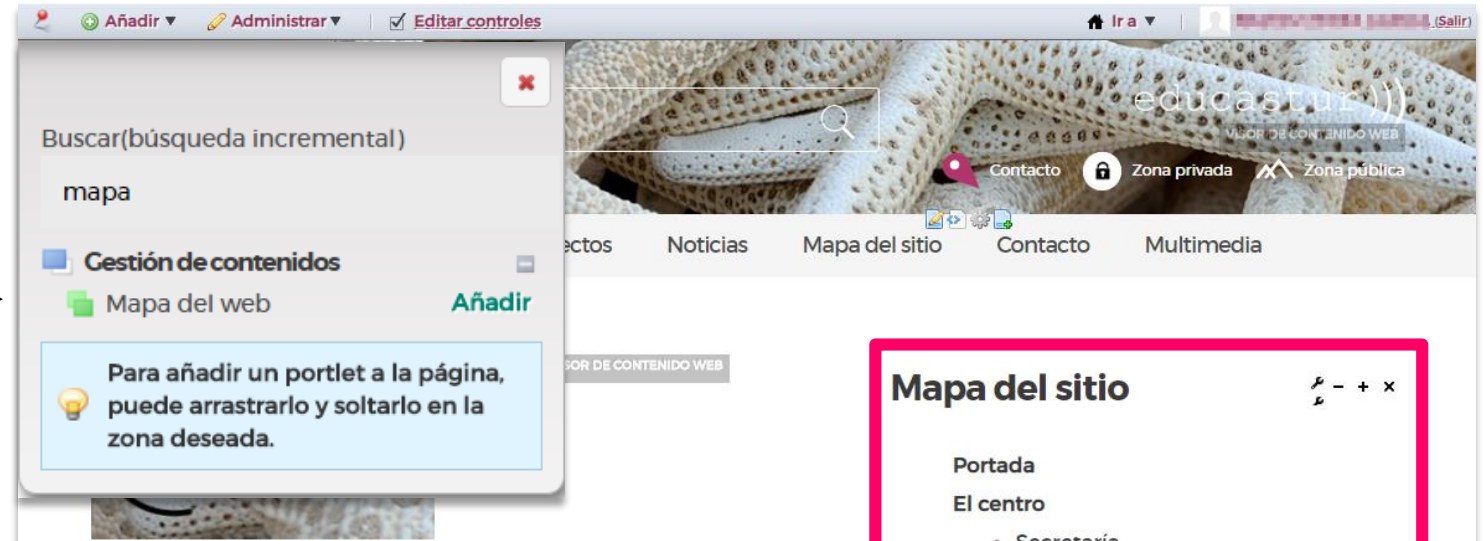 Añadir Administrar Editar controles Ir a (Salir)
Buscar(búsqueda incremental)
mapa
Gestión de contenidos
Mapa del web Añadir
Para añadir un portlet a la página,
puede arrastrarlo y soltarlo en la
zona deseada.
educastur)))
VISOR DE CONTENIDO WEB
Contacto Zona privada Zona pública
ectos Noticias Mapa del sitio Contacto Multimedia
SOR DE CONTENIDO WEB
Mapa del sitio
Portada
El centro
Secretaría